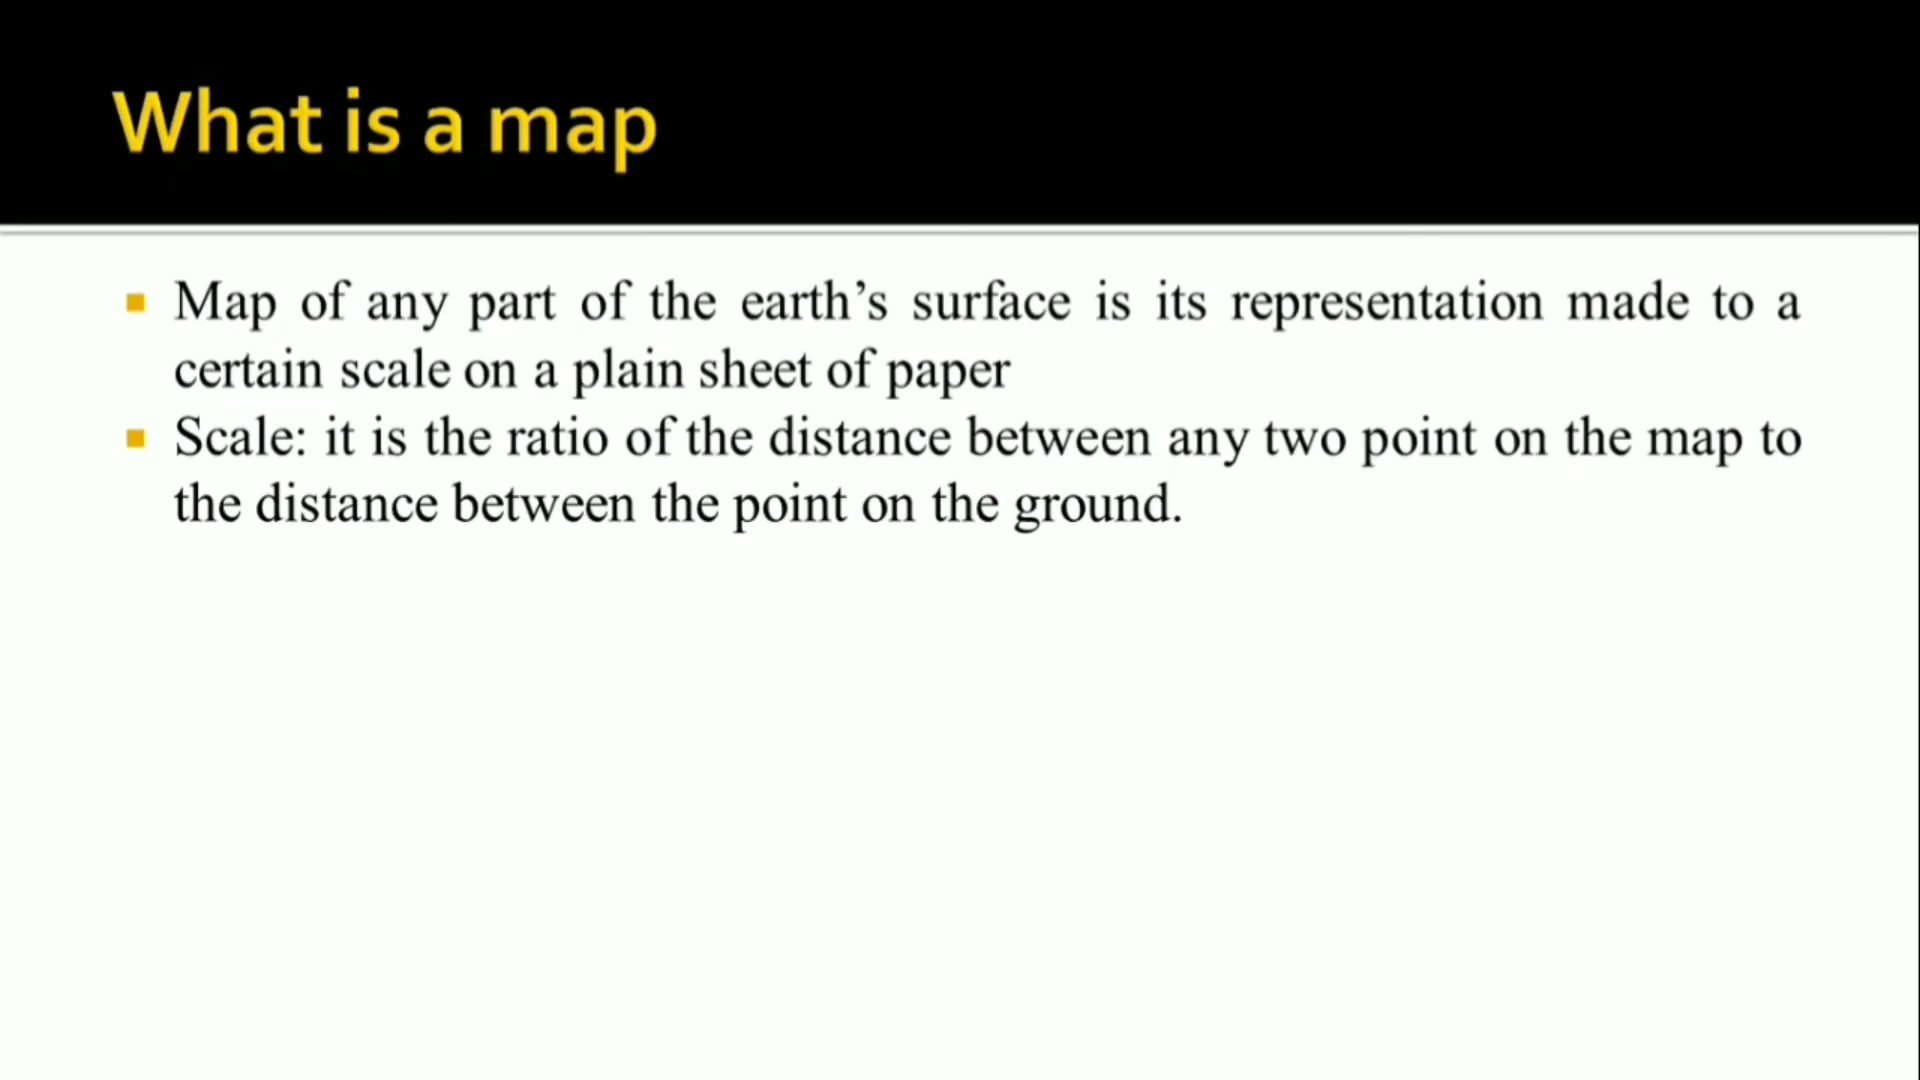 What is a map
Map of any part of the earth’s surface is its representation made to a
certain scale on a plain sheet of paper
Scale: it is the ratio of the distance between any two point on the map to
the distance between the point on the ground.